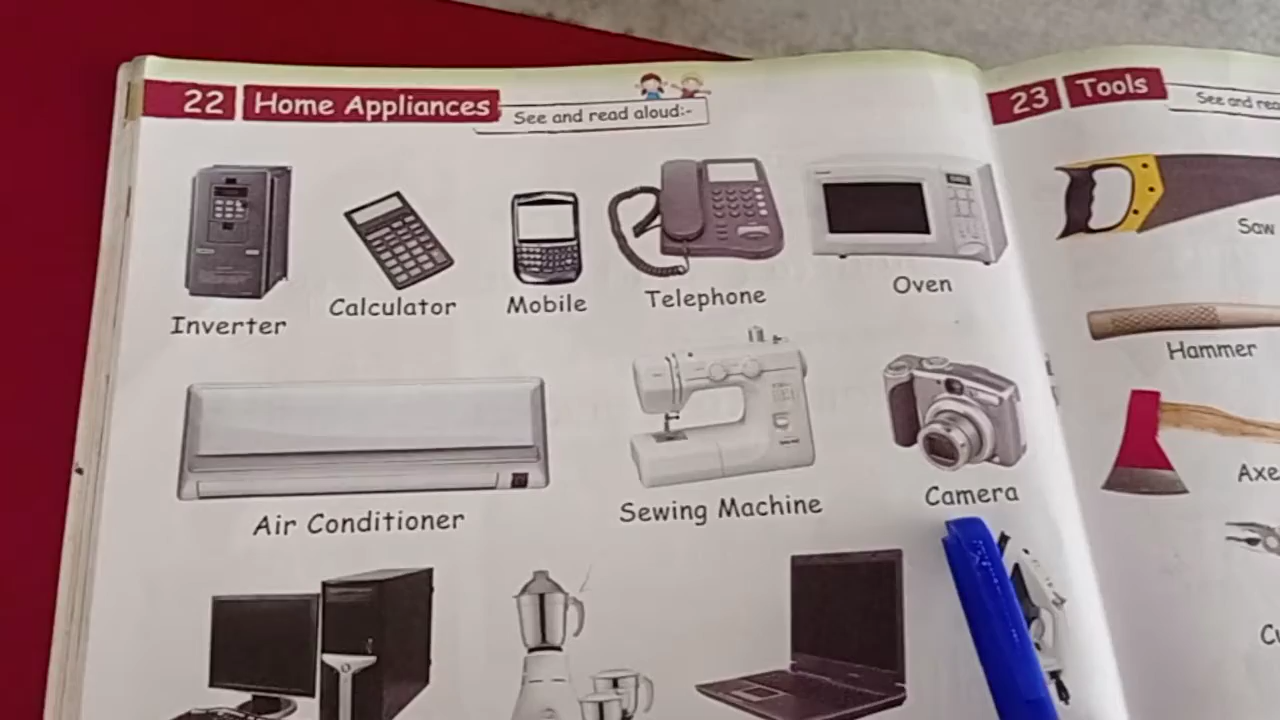 22 Home Appliances See and read aloud:-
Inverter
Calculator
Mobile
Telephone
Oven
Air Conditioner
Sewing Machine
Camera
23 Tools See and
Saw
Hammer
Axe